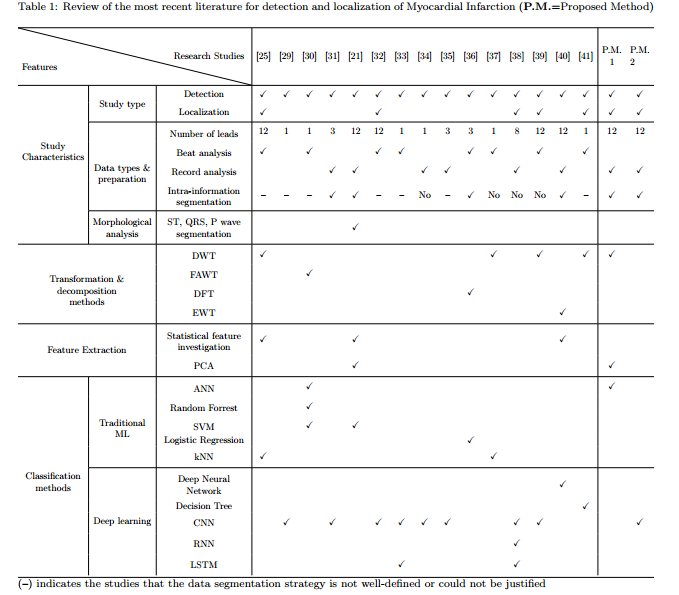 Table 1: Review of the most recent literature for detection and localization of Myocardial Infarction (P.M.=Proposed Method)
Features
Research Studies [25] [29] [30] [31] [21] [32] [33] [34] [35] [36] [37] [38] [39] [40] [41] P.M. 1 P.M. 2
Study
Characteristics
Study type
Detection ✓ ✓ ✓ ✓ ✓ ✓ ✓ ✓ ✓ ✓ ✓ ✓ ✓ ✓ ✓ ✓ ✓
Localization ✓ ✓ ✓ ✓ ✓ ✓ ✓
Data types &
preparation
Number of leads 12 1 1 3 12 12 1 1 3 3 1 8 12 12 1 12 12
Beat analysis ✓ ✓ ✓ ✓ ✓ ✓ ✓ ✓
Record analysis ✓ ✓ ✓ ✓ ✓ ✓ ✓ ✓
Intra-information
segmentation – – – ✓ ✓ – – No – ✓ No No No ✓ – ✓ ✓
Morphological
analysis
ST, QRS, P wave
segmentation ✓
Transformation &
decomposition
methods
DWT ✓ ✓ ✓ ✓ ✓
FAWT ✓
DFT ✓
EWT ✓
Feature Extraction
Statistical feature
investigation ✓ ✓ ✓
PCA ✓ ✓
Classification
methods
Traditional
ML
ANN ✓ ✓
Random Forrest ✓
SVM ✓ ✓
Logistic Regression ✓
kNN ✓ ✓
Deep learning
Deep Neural
Network ✓
Decision Tree ✓
CNN ✓ ✓ ✓ ✓ ✓ ✓ ✓ ✓ ✓
RNN ✓
LSTM ✓ ✓
(–) indicates the studies that the data segmentation strategy is not well-defined or could not be justified